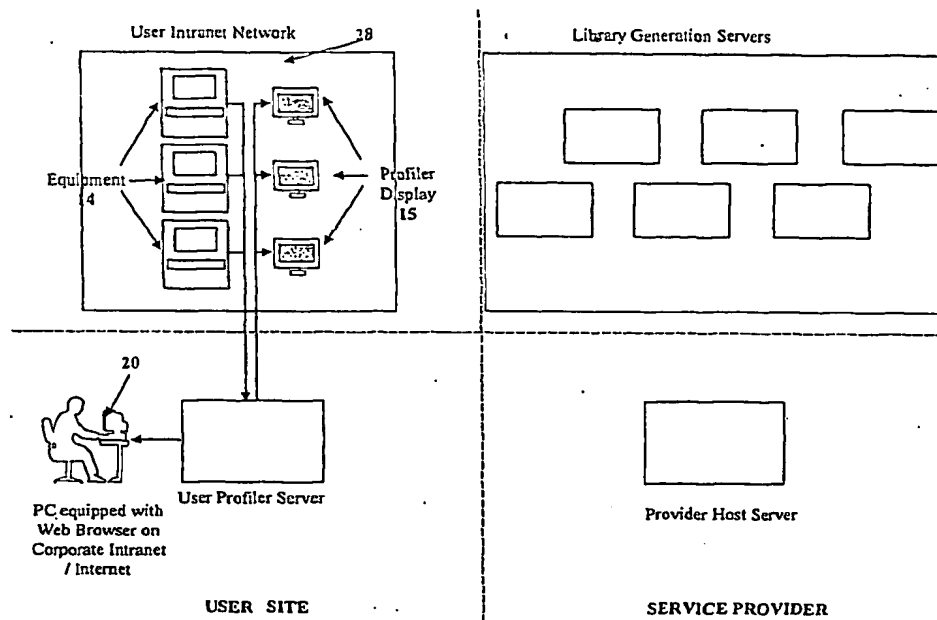 User Intranet Network
28
Library Generation Servers
Equipment
14
Profiler
Display
15
20
User Profiler Server
PC equipped with
Web Browser on
Corporate Intranet
/ Internet
Provider Host Server
USER SITE
SERVICE PROVIDER